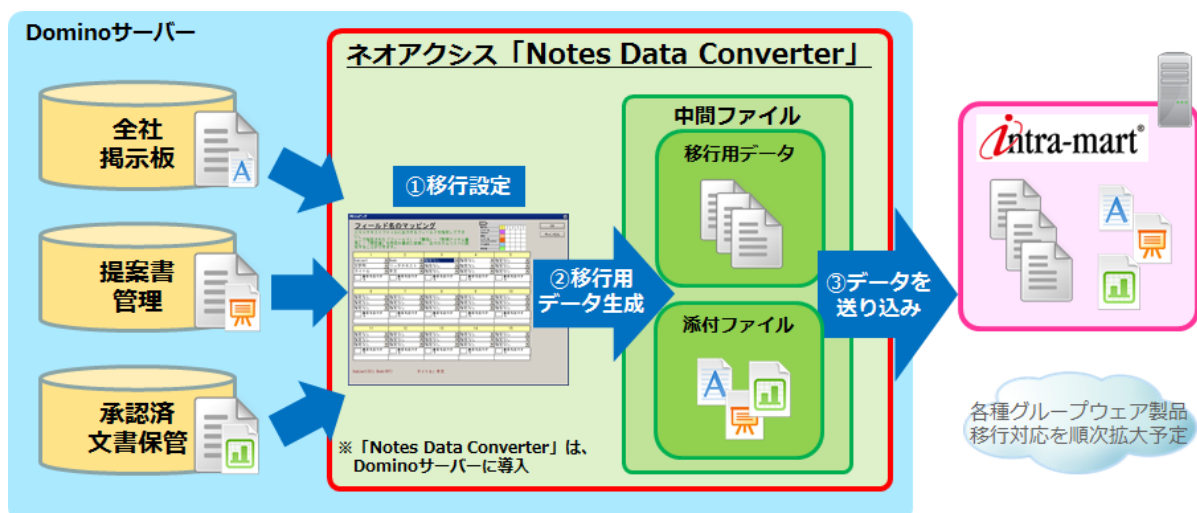 Dominoサーバー
ネオアクシス「Notes Data Converter」
全社
掲示板
提案書
管理
承認済
文書保管
①移行設定
フィールド名のマッピング
②移行用
データ生成
※「Notes Data Converter」は、
Dominoサーバーに導入
中間ファイル
移行用データ
添付ファイル
③データを
送り込み
intra-mart®
各種グループウェア製品
移行対応を順次拡大予定